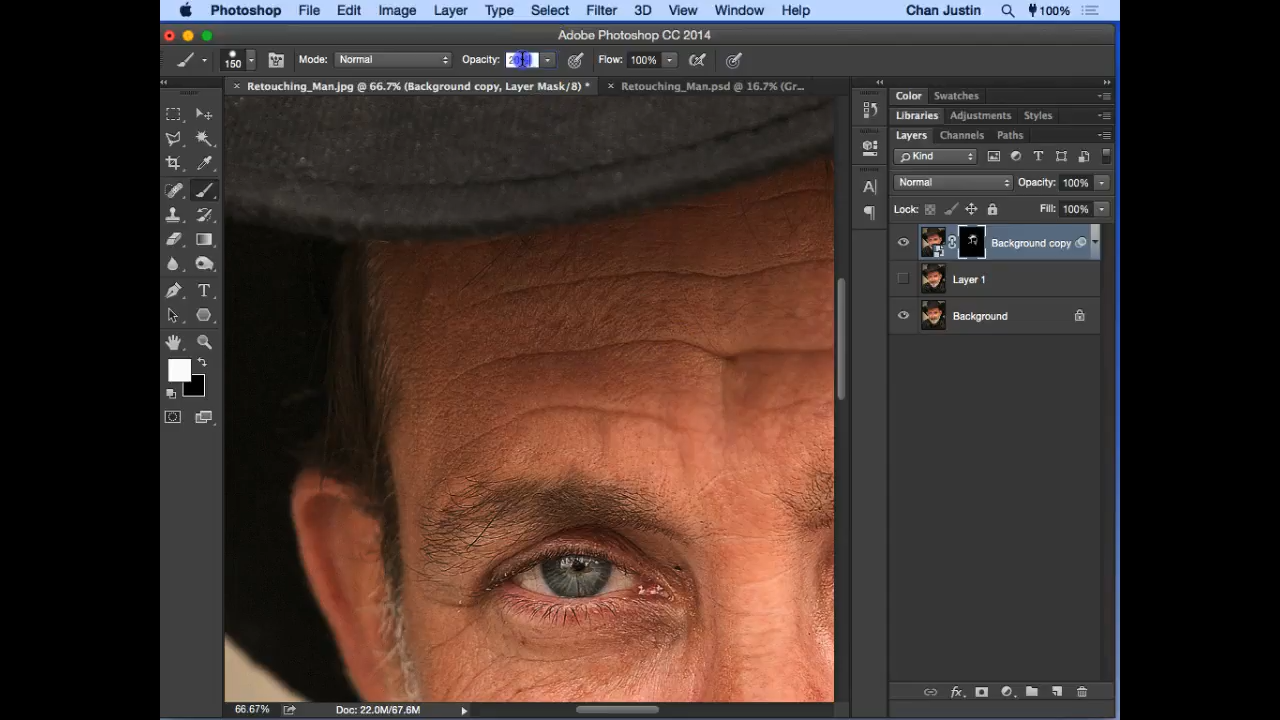 Photoshop File Edit Image Layer Type Select Filter 3D View Window Help Chan Justin 100%
Adobe Photoshop CC 2014
150 Mode: Normal Opacity: Flow: 100%
× Retouching_Man.jpg @ 66.7% (Background copy, Layer Mask/8) * × Retouching_Man.psd @ 16.7% (Gr...
Color Swatches
Libraries Adjustments Styles
Layers Channels Paths
Kind
Normal Opacity: 100%
Lock: Fill: 100%
Background copy
Layer 1
Background
66.67% Doc: 22.0M/67.6M